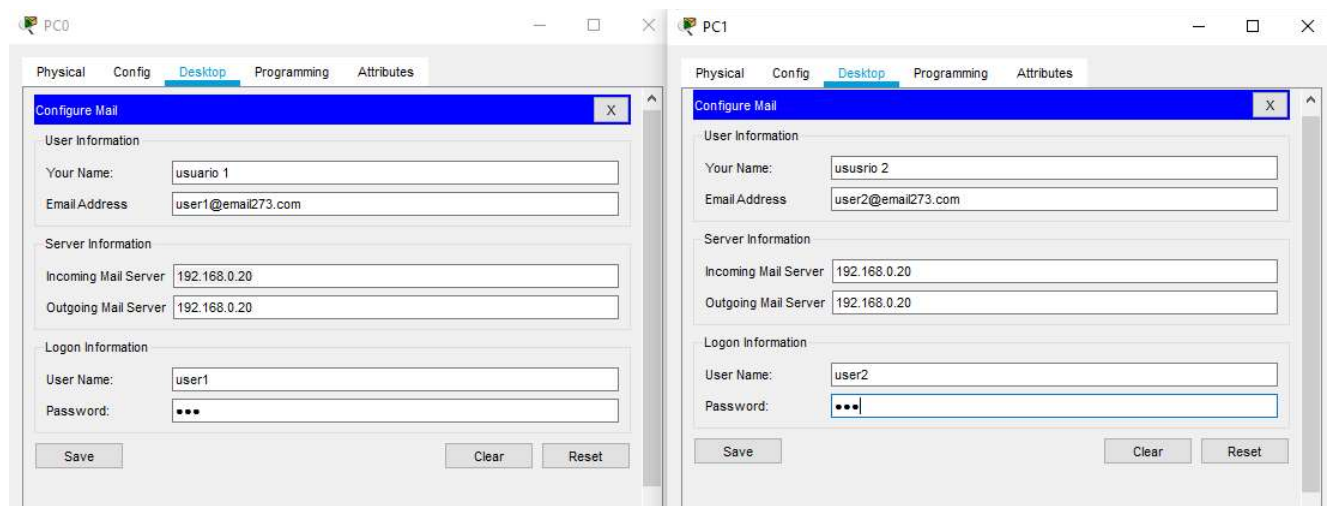 PC0
Physical Config Desktop Programming Attributes
Configure Mail X
User Information
Your Name: usuario 1
Email Address user1@email273.com
Server Information
Incoming Mail Server 192.168.0.20
Outgoing Mail Server 192.168.0.20
Logon Information
User Name: user1
Password: •••
Save Clear Reset
PC1
Physical Config Desktop Programming Attributes
Configure Mail X
User Information
Your Name: ususrio 2
Email Address user2@email273.com
Server Information
Incoming Mail Server 192.168.0.20
Outgoing Mail Server 192.168.0.20
Logon Information
User Name: user2
Password: •••
Save Clear Reset